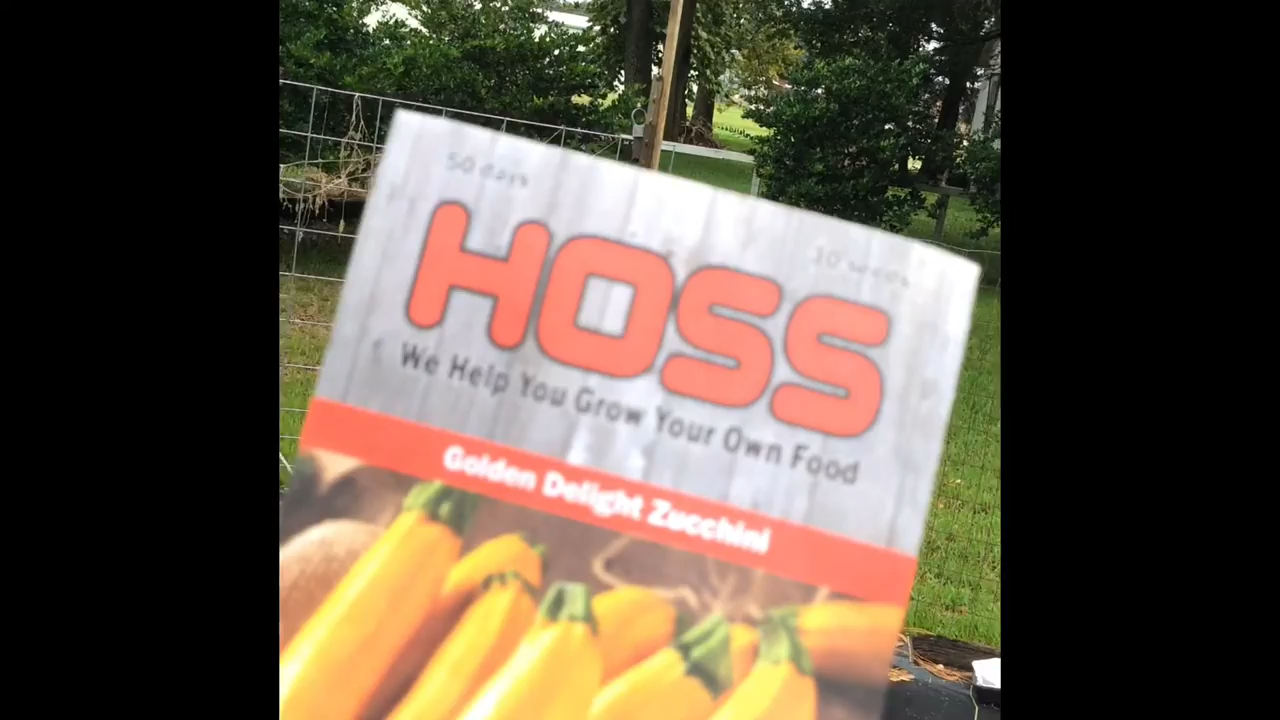 50 days
10 seeds
HOSS
We Help You Grow Your Own Food
Golden Delight Zucchini